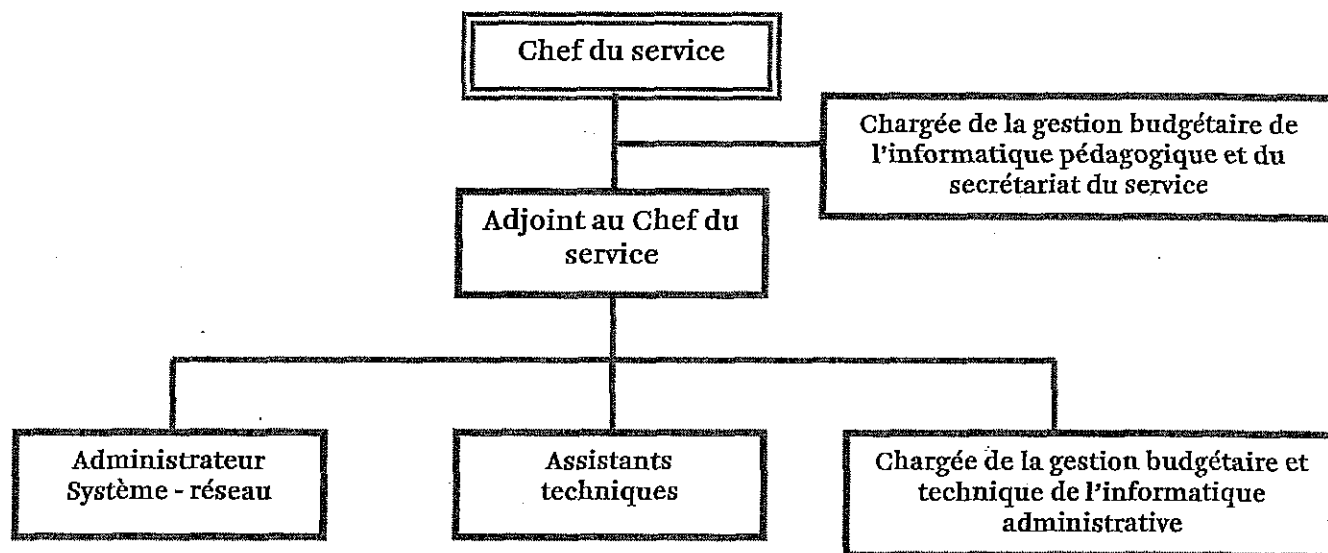 Chef du service
Chargée de la gestion budgétaire de
l'informatique pédagogique et du
secrétariat du service
Adjoint au Chef du
service
Administrateur
Système - réseau
Assistants
techniques
Chargée de la gestion budgétaire et
technique de l'informatique
administrative